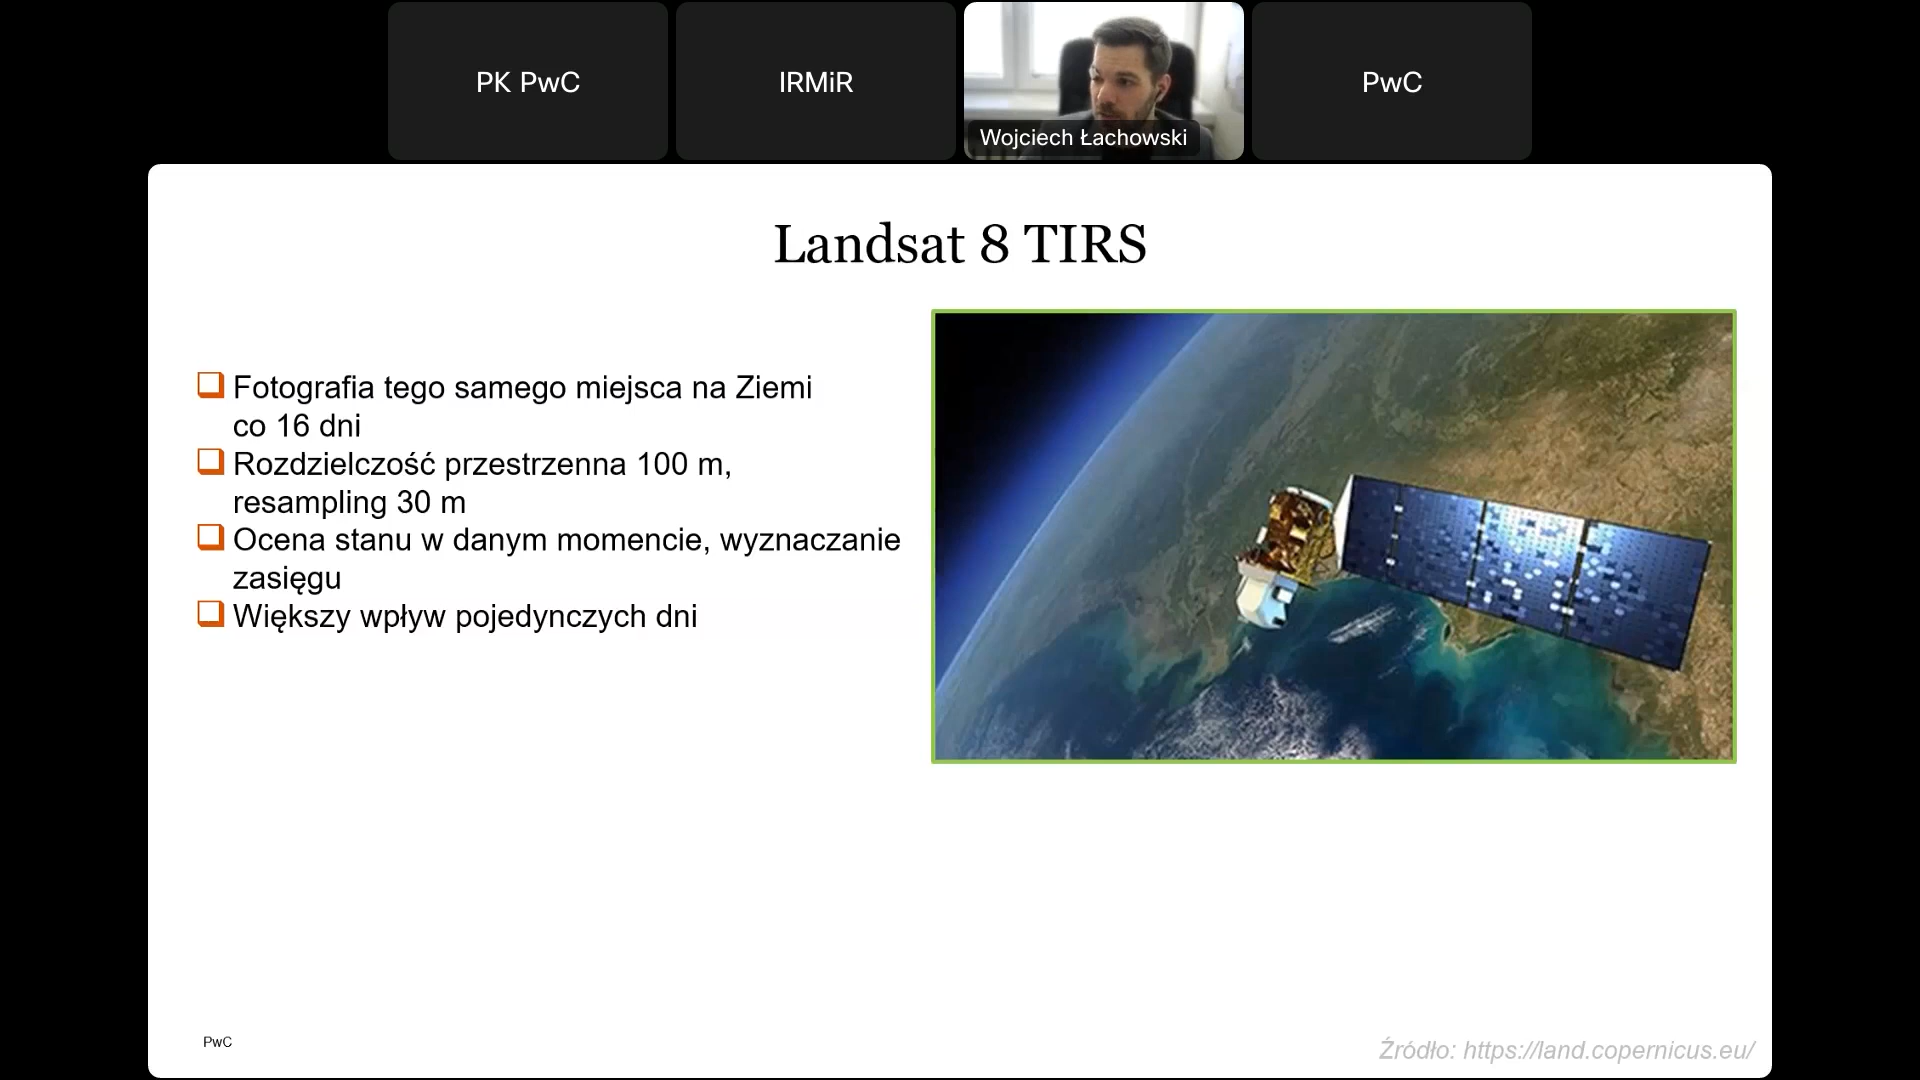 PK PwC
IRMiR
Wojciech Łachowski
PwC
Landsat 8 TIRS
Fotografia tego samego miejsca na Ziemi
co 16 dni
Rozdzielczość przestrzenna 100 m,
resampling 30 m
Ocena stanu w danym momencie, wyznaczanie
zasięgu
Większy wpływ pojedynczych dni
PwC
Źródło: https://land.copernicus.eu/